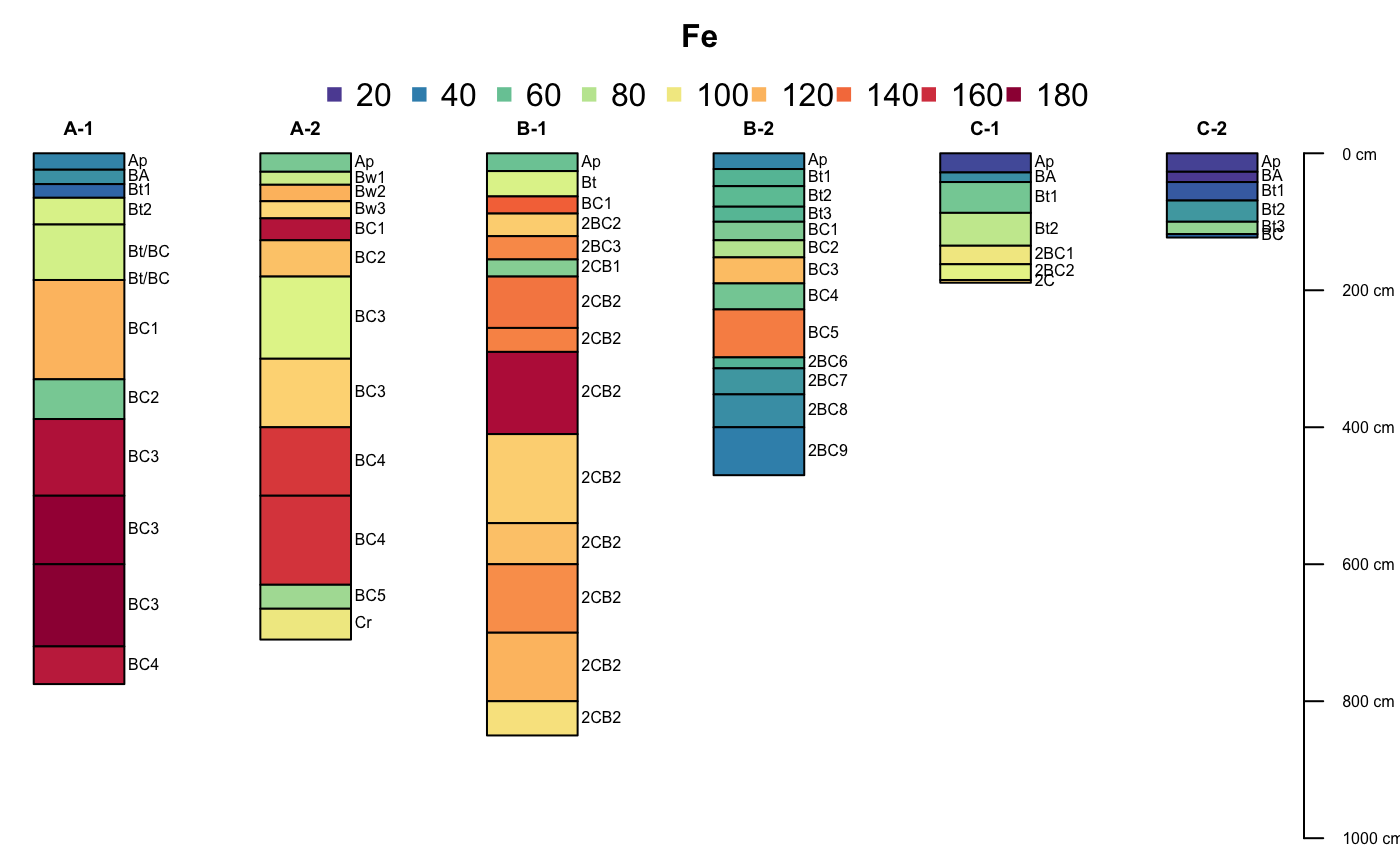 Fe
20 40 60 80 100 120 140 160 180
A-1 A-2 B-1 B-2 C-1 C-2
Ap
BA
Bt1
Bt2
Bt/BC
Bt/BC
BC1
BC2
BC3
BC3
BC3
BC4
Ap
Bw1
Bw2
Bw3
BC1
BC2
BC3
BC3
BC4
BC4
BC5
Cr
Ap
Bt
BC1
2BC2
2BC3
2CB1
2CB2
2CB2
2CB2
2CB2
2CB2
2CB2
2CB2
2CB2
Ap
Bt1
Bt2
Bt3
BC1
BC2
BC3
BC4
BC5
2BC6
2BC7
2BC8
2BC9
Ap
BA
Bt1
Bt2
2BC1
2BC2
2C
Ap
BA
Bt1
Bt2
Bt3
BC
0 cm
200 cm
400 cm
600 cm
800 cm
1000 cm